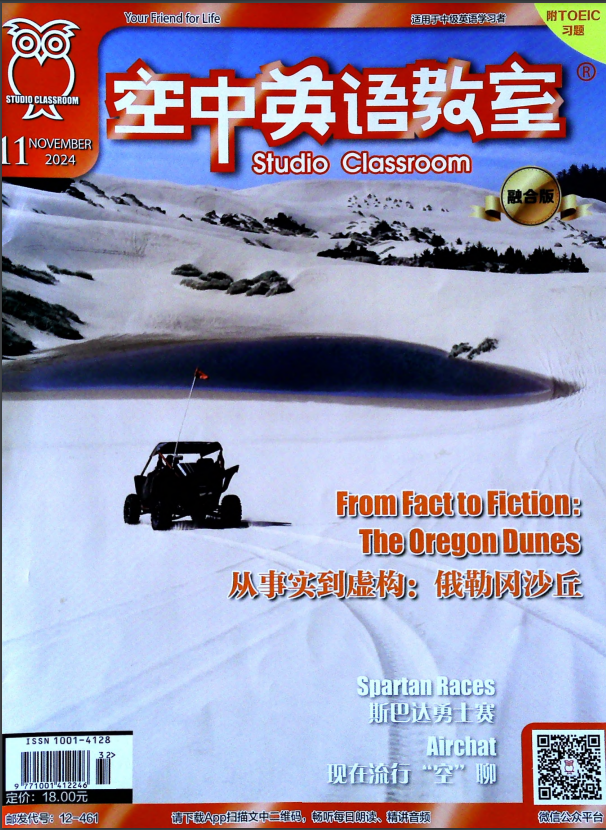 Your Friend for Life
适用于中级英语学习者
附TOEIC
习题
STUDIO CLASSROOM
空中英语教室
®
Studio Classroom
11 NOVEMBER
2024
融合版
From Fact to Fiction:
The Oregon Dunes
从事实到虚构：俄勒冈沙丘
Spartan Races
斯巴达勇士赛
Airchat
现在流行“空”聊
ISSN 1001-4128
32>
9 771001 412246
定价：18.00元
邮发代号：12-461
请下载App扫描文中二维码，畅听每日朗读、精讲音频
微信公众平台